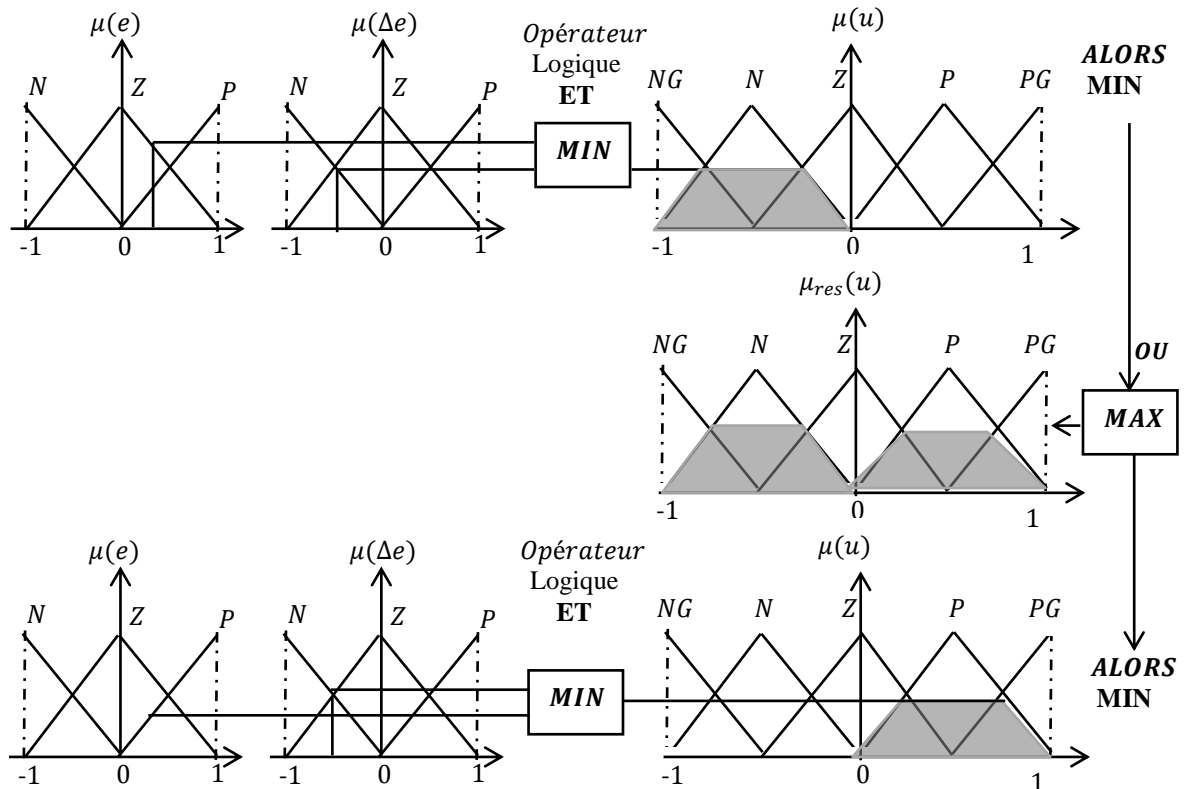 μ(e) μ(Δe) Opérateur μ(u)
Logique
ET
ALORS
MIN
N Z P N Z P NG N Z P PG
MIN
-1 0 1 -1 0 1 -1 0 1
μres(u)
NG N Z P PG
OU
MAX
-1 0 1
μ(e) μ(Δe) Opérateur μ(u)
Logique
ET
N Z P N Z P NG N Z P PG
MIN
ALORS
MIN
-1 0 1 -1 0 1 -1 0 1